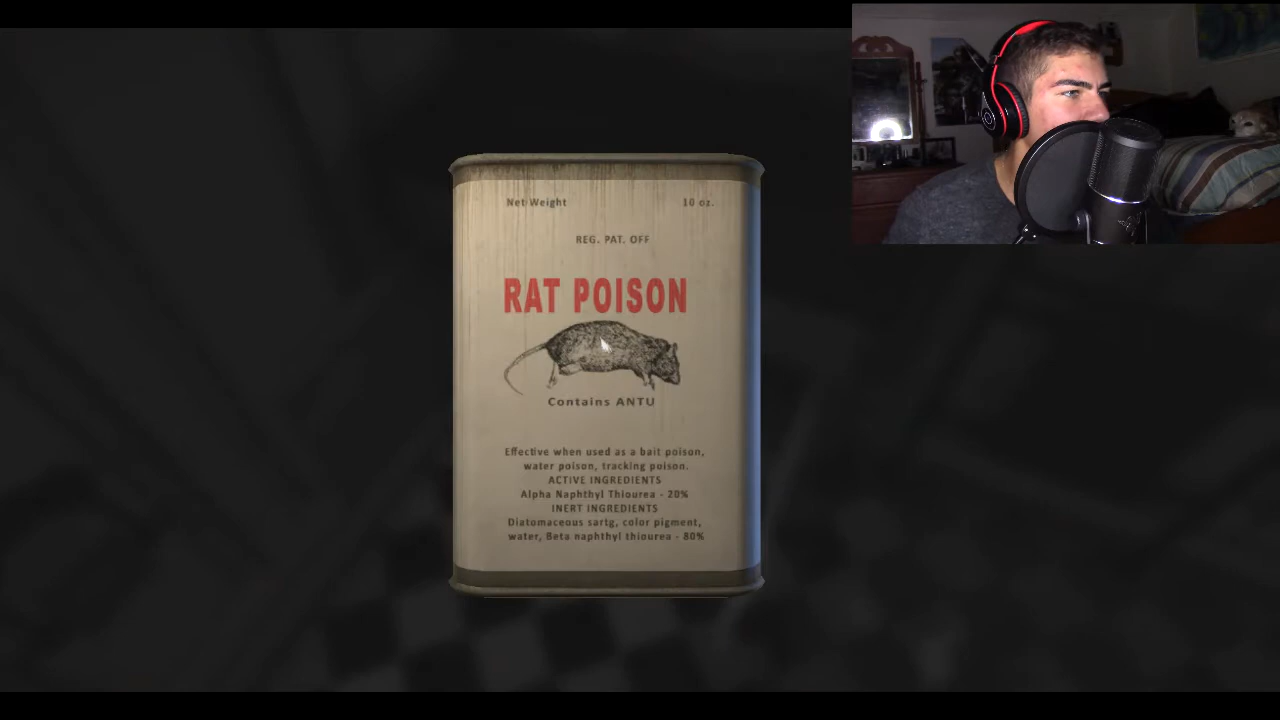 Net Weight 10 oz.
REG. PAT. OFF
RAT POISON
Contains ANTU
Effective when used as a bait poison,
water poison, tracking poison.
ACTIVE INGREDIENTS
Alpha Naphthyl Thiourea - 20%
INERT INGREDIENTS
Diatomaceous sartg, color pigment,
water, Beta naphthyl thiourea - 80%